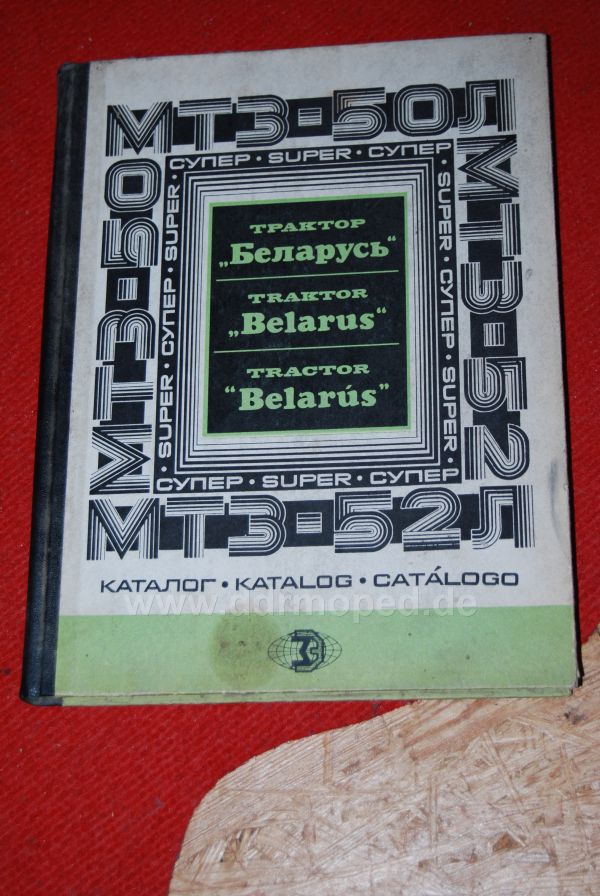 МТЗ-50Л
СУПЕР · SUPER · СУПЕР
МТЗ-50
· SUPER · СУПЕР · SUPER ·
ТРАКТОР
„Беларусь“
TRAKTOR
„Belarus“
TRACTOR
“Belarús”
SUPER · СУПЕР · SUPER ·
МТЗ-52
СУПЕР · SUPER · СУПЕР
МТЗ-52Л
КАТАЛОГ · KATALOG · CATÁLOGO
www.ddrmoped.de